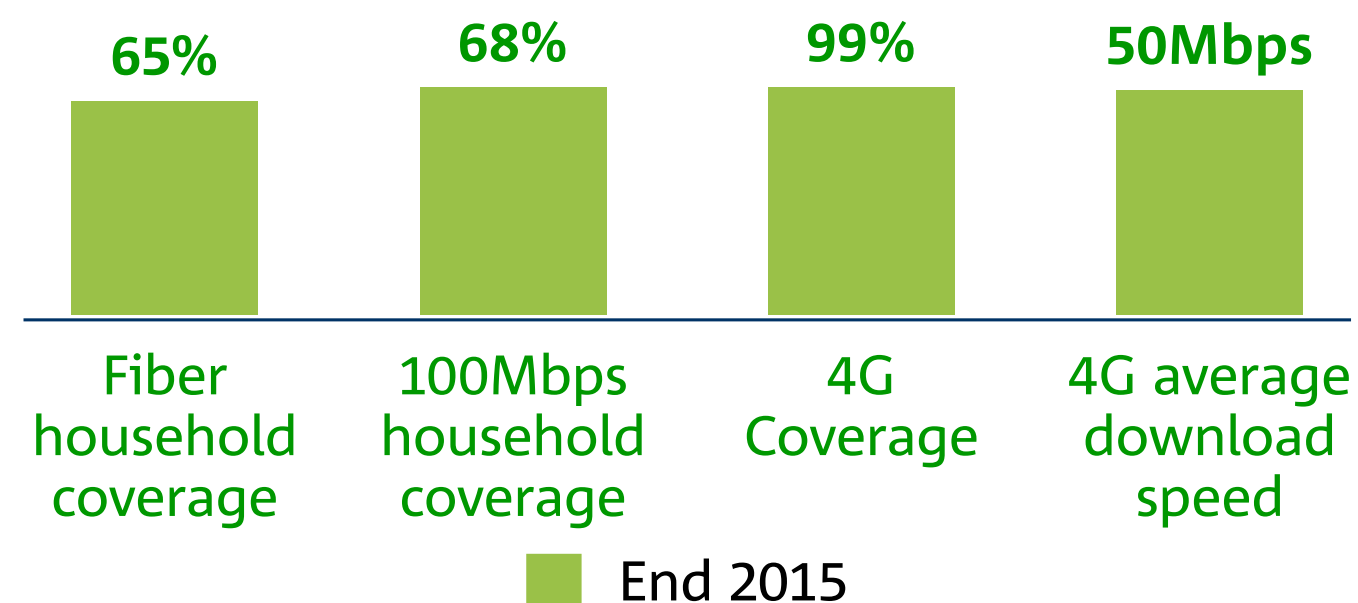 65%
68%
99%
50Mbps
Fiber
household
coverage
100Mbps
household
coverage
4G
Coverage
4G average
download
speed
End 2015